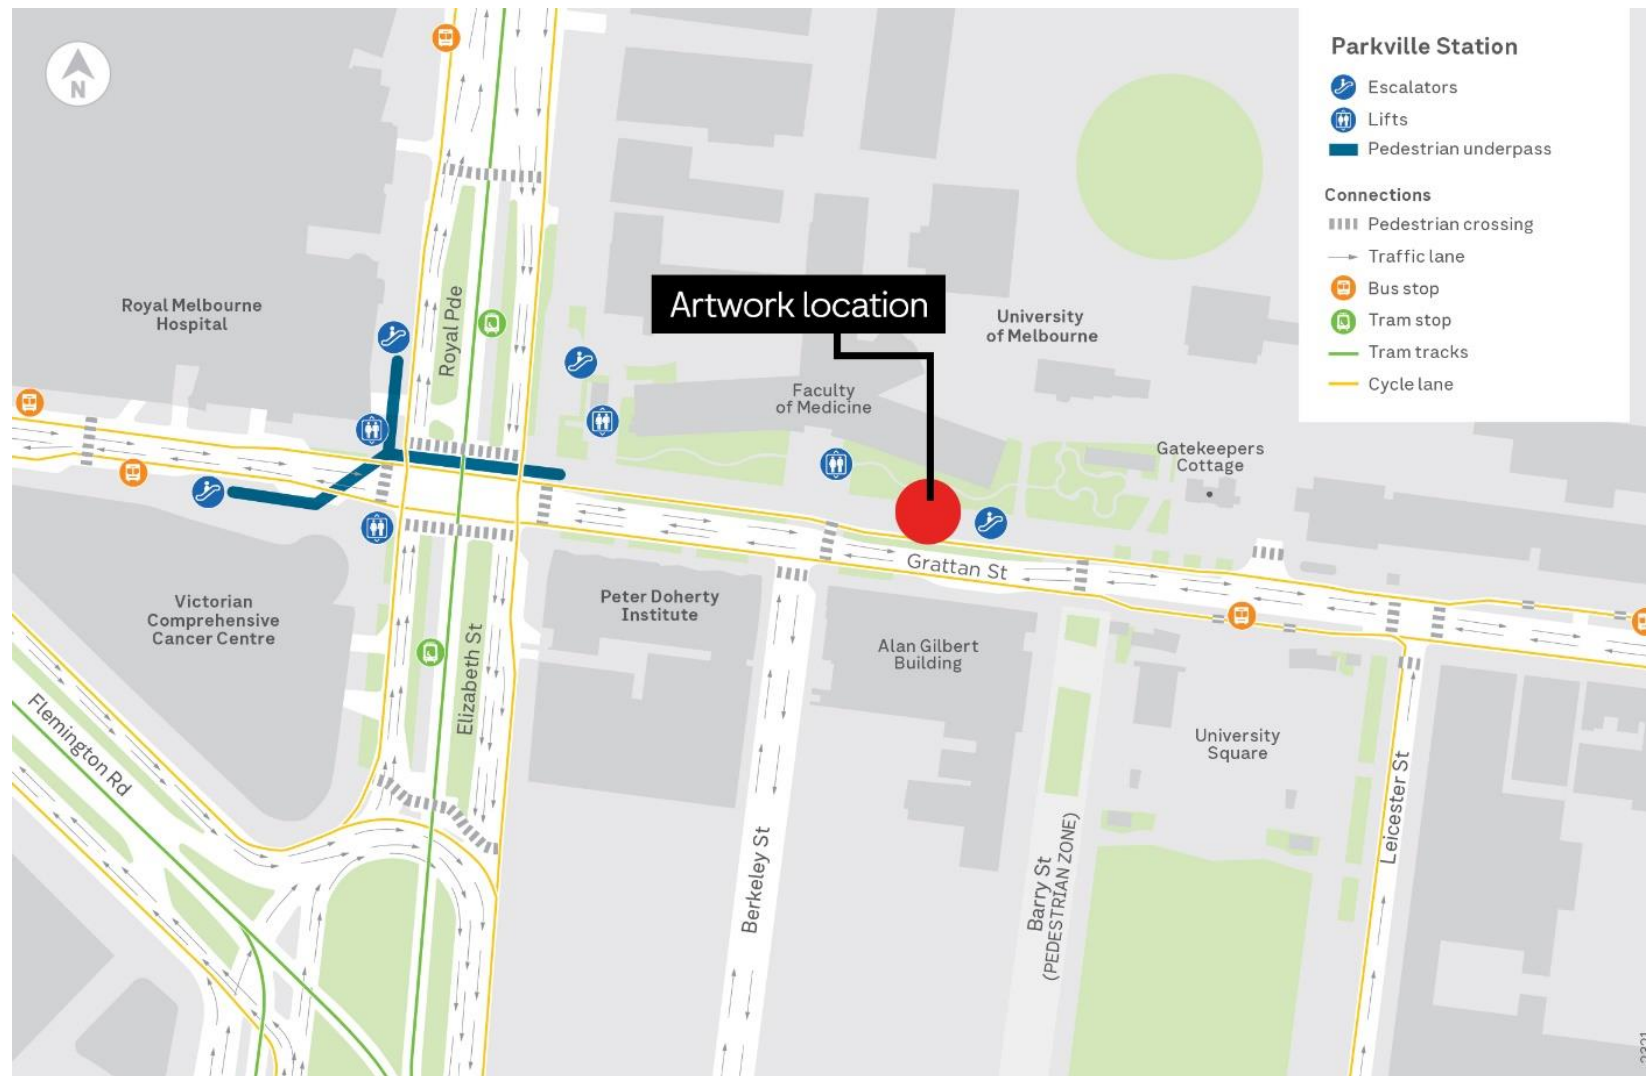 N
Parkville Station
Escalators
Lifts
Pedestrian underpass
Connections
Pedestrian crossing
Traffic lane
Bus stop
Tram stop
Tram tracks
Cycle lane
Royal Melbourne
Hospital
Royal Pde
Artwork location
University
of Melbourne
Faculty
of Medicine
Gatekeepers
Cottage
Grattan St
Victorian
Comprehensive
Cancer Centre
Peter Doherty
Institute
Alan Gilbert
Building
Elizabeth St
Flemington Rd
University
Square
Berkeley St
Barry St
(PEDESTRIAN ZONE)
Leicester St